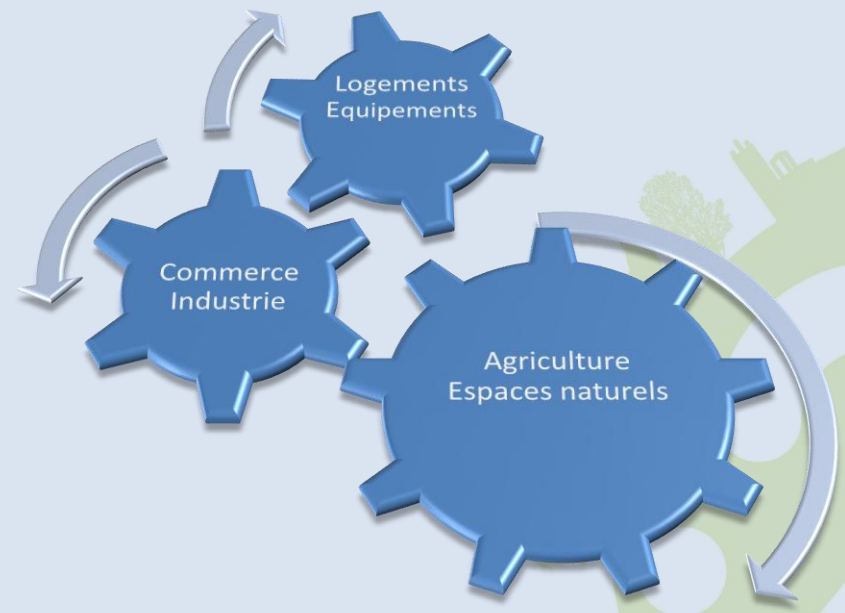 Logements
Equipements
Commerce
Industrie
Agriculture
Espaces naturels